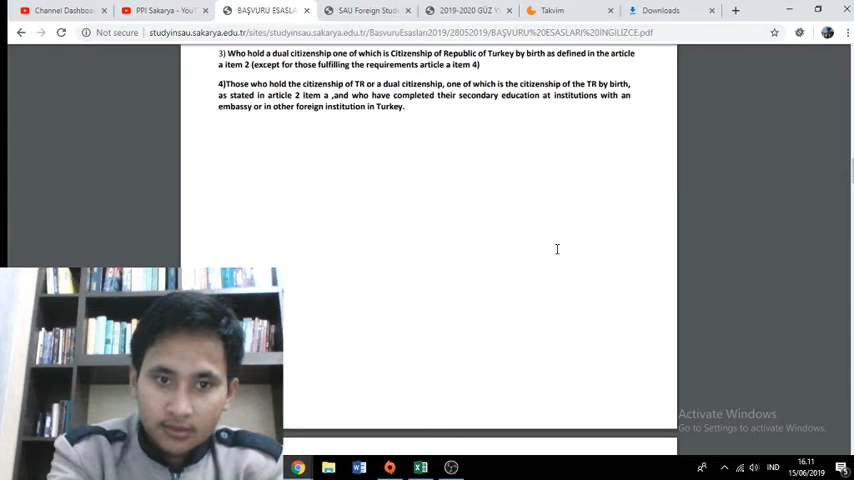 Channel Dashboa
PPI Sakarya - YouT
BAŞVURU ESASLA
SAU Foreign Stud
2019-2020 GÜZ Y
Takvim
Downloads
Not secure
studyinsau.sakarya.edu.tr/sites/studyinsau.sakarya.edu.tr/BasvuruEsaslari2019/28052019/BAŞVURU%20ESASLARI%20İNGİLİZCE.pdf
3) Who hold a dual citizenship one of which is Citizenship of Republic of Turkey by birth as defined in the article
a item 2 (except for those fulfilling the requirements article a item 4)
4)Those who hold the citizenship of TR or a dual citizenship, one of which is the citizenship of the TR by birth,
as stated in article 2 item a ,and who have completed their secondary education at institutions with an
embassy or in other foreign institution in Turkey.
Activate Windows
Go to Settings to activate Windows.
IND
16.11
15/06/2019